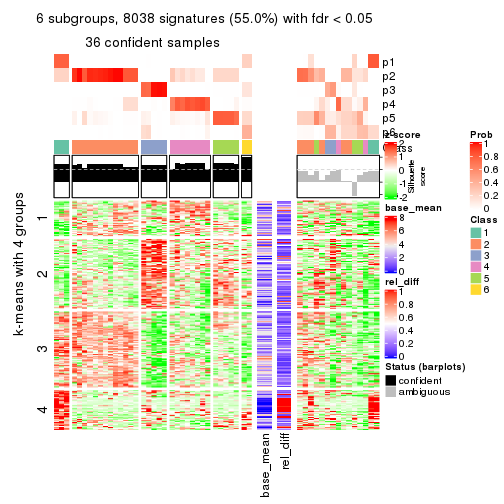 6 subgroups, 8038 signatures (55.0%) with fdr < 0.05
36 confident samples
p1
p2
p3
p4
p5
p6
Class
Silhouette
score
k-means with 4 groups
1
2
3
4
base_mean
rel_diff
z-score
2
1
0
-1
-2
base_mean
8
6
4
2
0
rel_diff
1
0.8
0.6
0.4
0.2
0
Status (barplots)
confident
ambiguous
Prob
1
0.8
0.6
0.4
0.2
0
Class
1
2
3
4
5
6